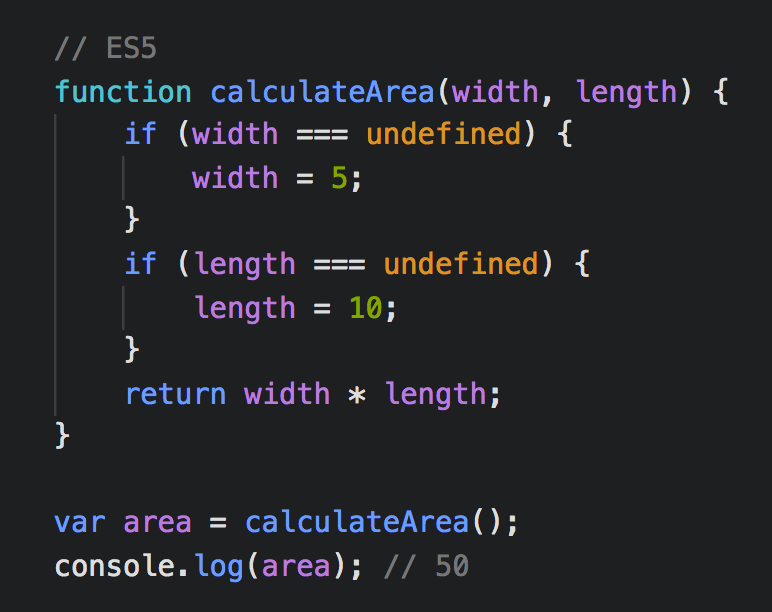 // ES5
function calculateArea(width, length) {
    if (width === undefined) {
        width = 5;
    }
    if (length === undefined) {
        length = 10;
    }
    return width * length;
}

var area = calculateArea();
console.log(area); // 50